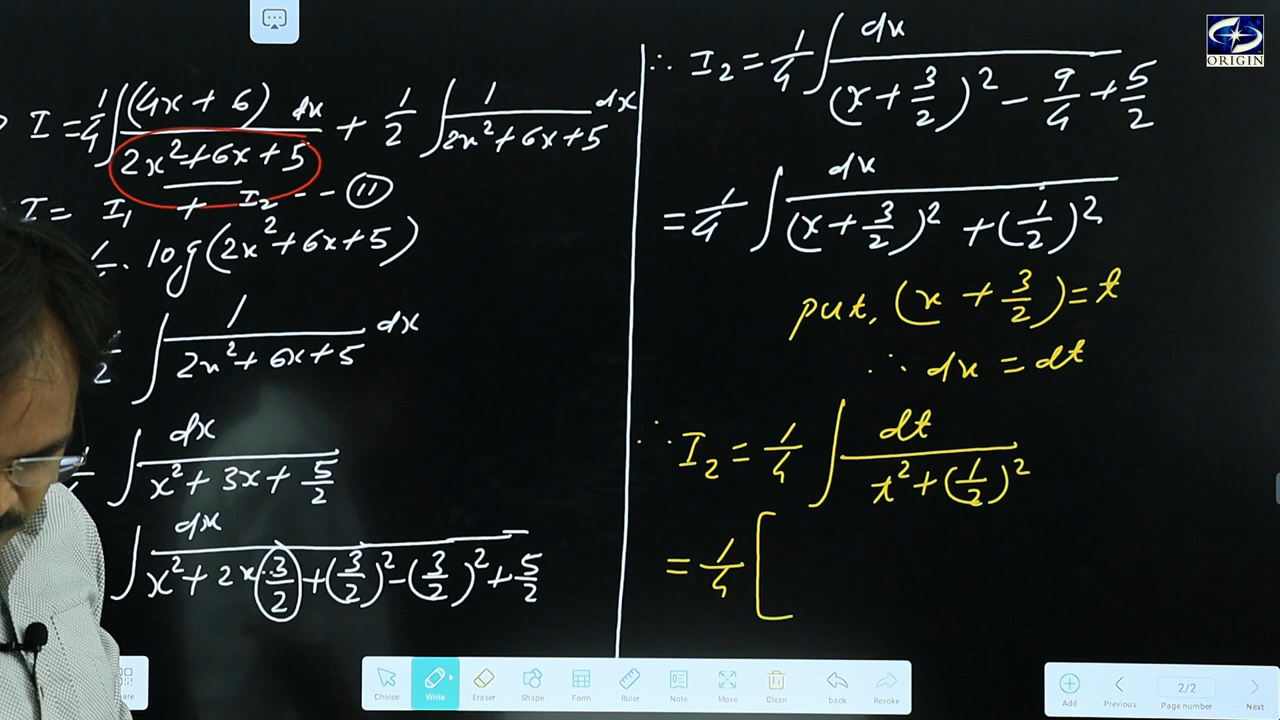 I = 1/4 ∫ (4x + 6) dx / 2x² + 6x + 5 + 1/2 ∫ 1 / 2x² + 6x + 5 dx
I = I₁ + I₂ -- (11)
. log(2x² + 6x + 5)
∫ 1 / 2x² + 6x + 5 dx
∫ dx / x² + 3x + 5/2
∫ dx / x² + 2x·3/2 + (3/2)² - (3/2)² + 5/2
∴ I₂ = 1/4 ∫ dx / (x + 3/2)² - 9/4 + 5/2
= 1/4 ∫ dx / (x + 3/2)² + (1/2)²
put, (x + 3/2) = t
∴ dx = dt
∴ I₂ = 1/4 ∫ dt / t² + (1/2)²
= 1/4 [
ORIGIN
Choice Write Eraser Shape Form Ruler Note Move Clean back Revoke
Add Previous 2/2 Page number Next